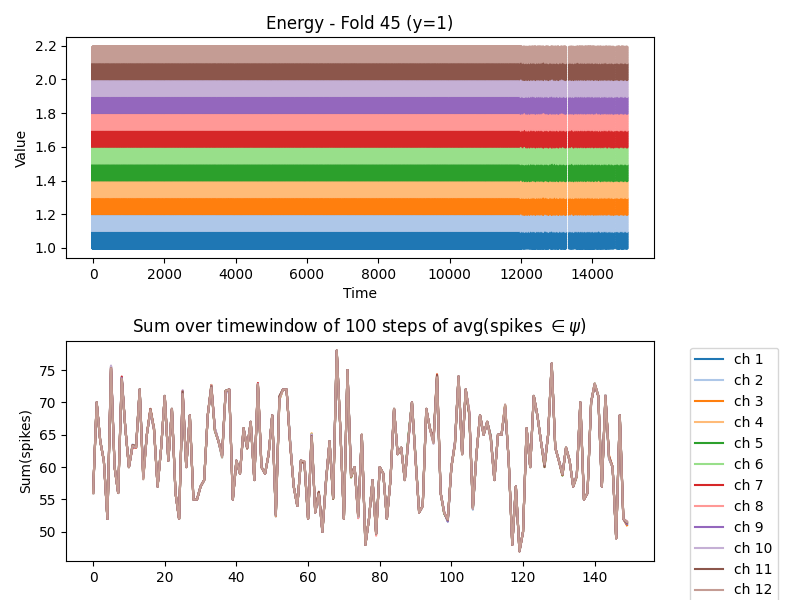 Energy - Fold 45 (y=1)
Value
2.2
2.0
1.8
1.6
1.4
1.2
1.0
0 2000 4000 6000 8000 10000 12000 14000
Time
Sum over timewindow of 100 steps of avg(spikes ∈ ψ)
Sum(spikes)
75
70
65
60
55
50
0 20 40 60 80 100 120 140
ch 1
ch 2
ch 3
ch 4
ch 5
ch 6
ch 7
ch 8
ch 9
ch 10
ch 11
ch 12